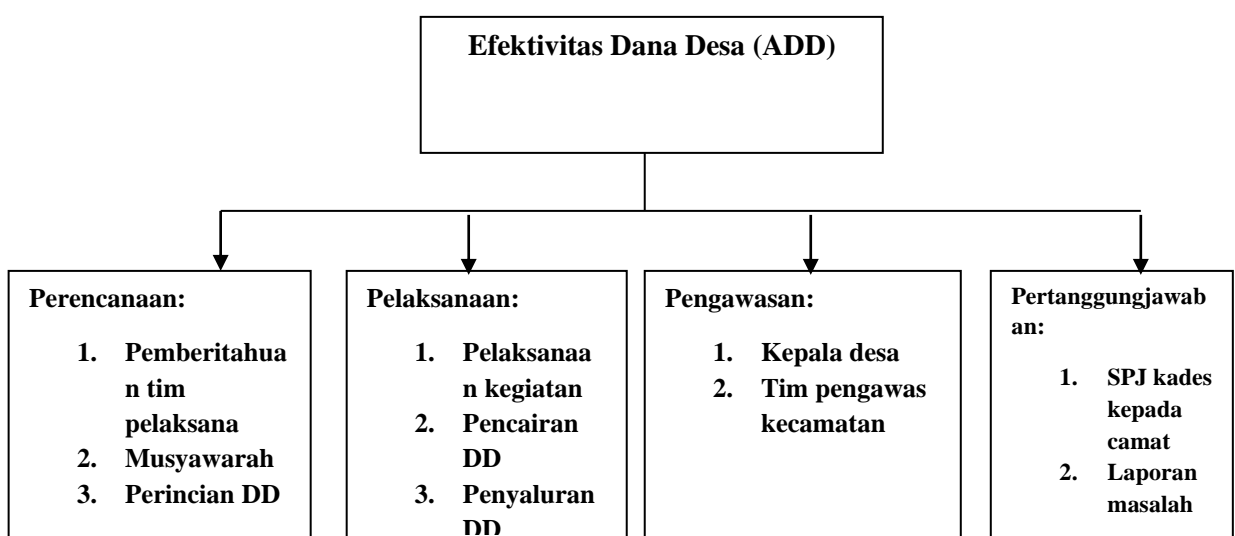 Efektivitas Dana Desa (ADD)
Perencanaan:
1. Pemberitahua
n tim
pelaksana
2. Musyawarah
3. Perincian DD
Pelaksanaan:
1. Pelaksanaa
n kegiatan
2. Pencairan
DD
3. Penyaluran
DD
Pengawasan:
1. Kepala desa
2. Tim pengawas
kecamatan
Pertanggungjawab
an:
1. SPJ kades
kepada
camat
2. Laporan
masalah